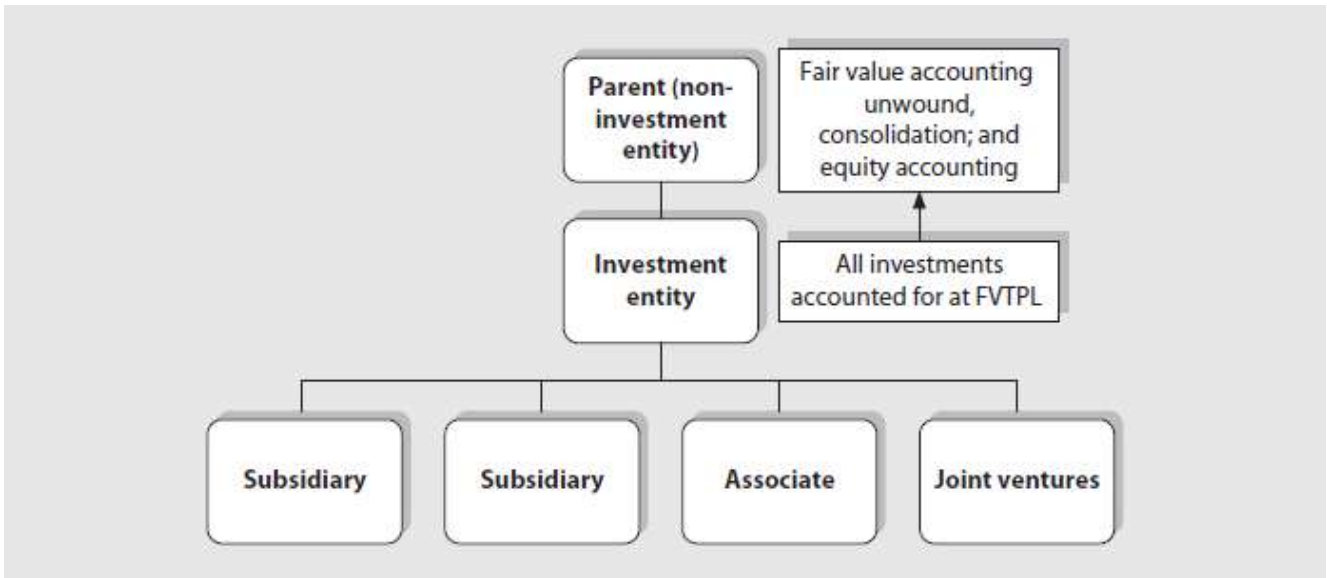 Parent (non-
investment
entity)
Fair value accounting
unwound,
consolidation; and
equity accounting
Investment
entity
All investments
accounted for at FVTPL
Subsidiary
Subsidiary
Associate
Joint ventures